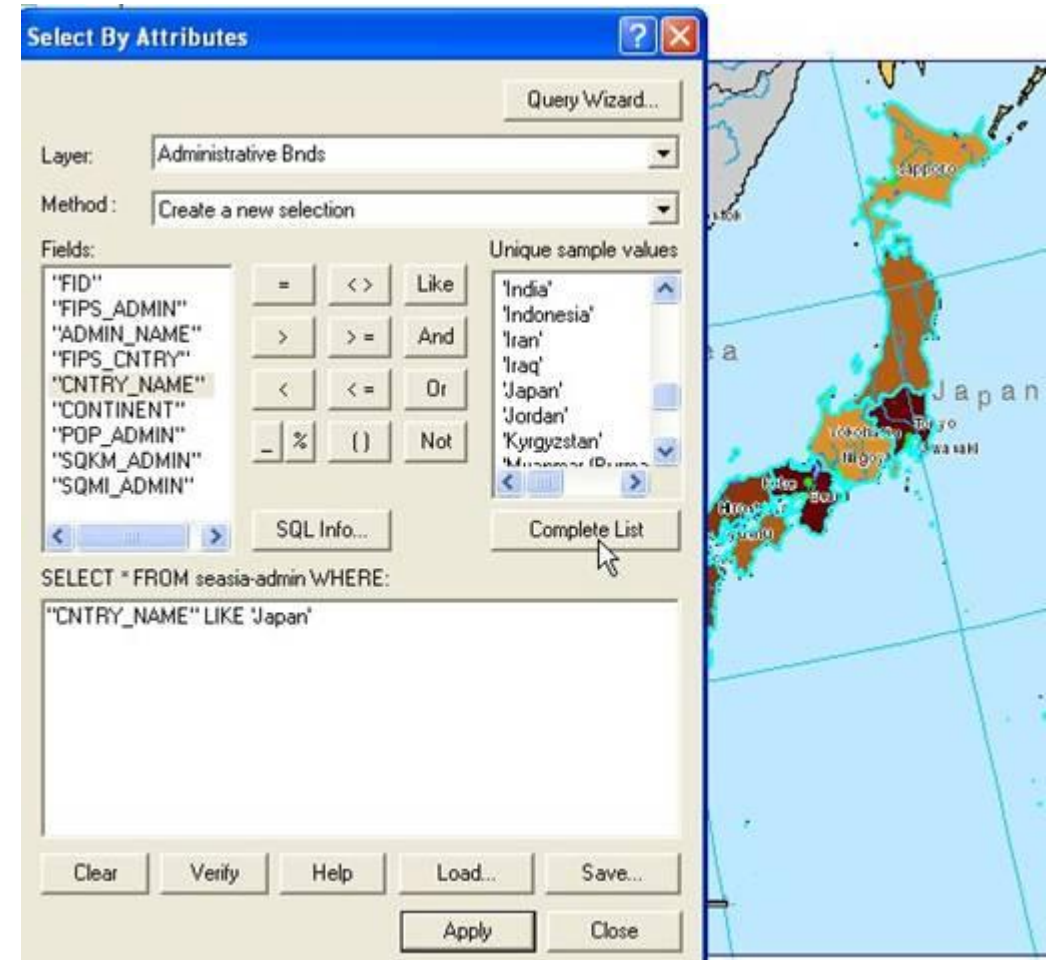 Select By Attributes
Query Wizard...
Layer: Administrative Bnds
Method : Create a new selection
Fields:
"FID"
"FIPS_ADMIN"
"ADMIN_NAME"
"FIPS_CNTRY"
"CNTRY_NAME"
"CONTINENT"
"POP_ADMIN"
"SQKM_ADMIN"
"SQMI_ADMIN"
= <> Like
> >= And
< <= Or
_ % () Not
SQL Info...
Unique sample values
'India'
'Indonesia'
'Iran'
'Iraq'
'Japan'
'Jordan'
'Kyrgyzstan'
Complete List
SELECT * FROM seasia-admin WHERE:
"CNTRY_NAME" LIKE 'Japan'
Clear Verify Help Load... Save...
Apply Close
Sapporo
Japan